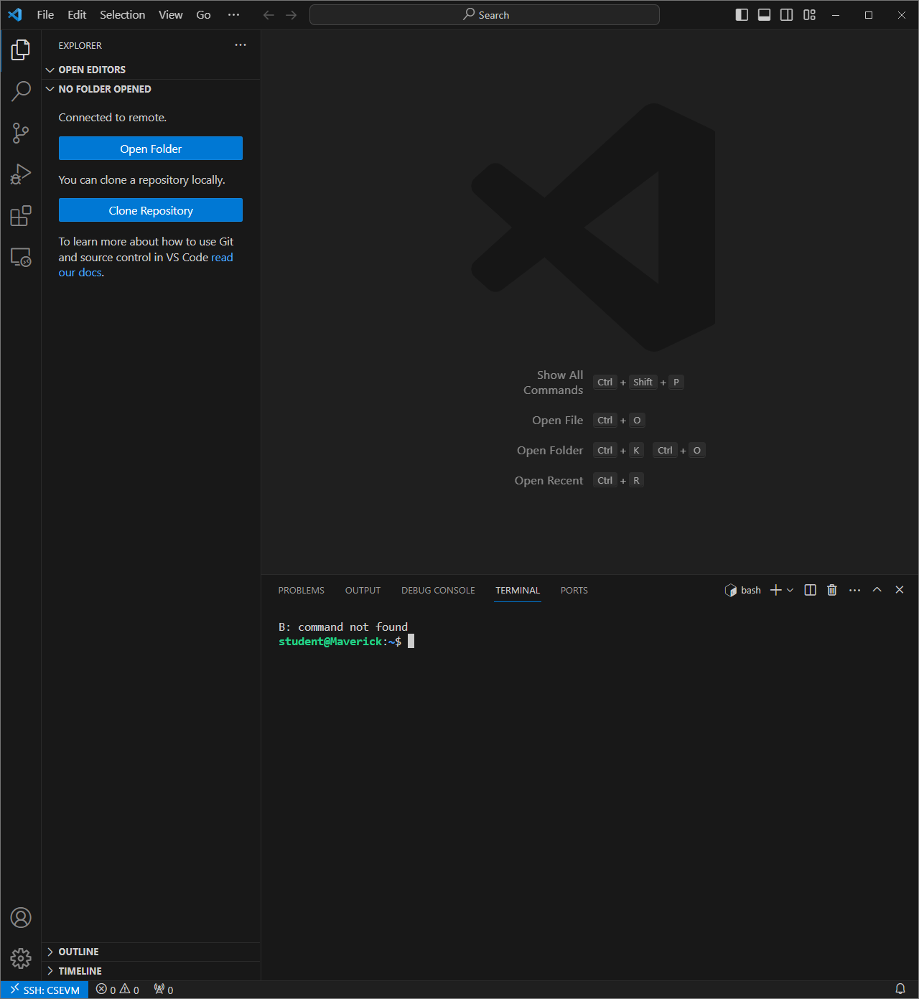 File Edit Selection View Go ...
Search
EXPLORER
OPEN EDITORS
NO FOLDER OPENED
Connected to remote.
Open Folder
You can clone a repository locally.
Clone Repository
To learn more about how to use Git
and source control in VS Code read
our docs.
Show All
Commands Ctrl + Shift + P
Open File Ctrl + O
Open Folder Ctrl + K Ctrl + O
Open Recent Ctrl + R
PROBLEMS OUTPUT DEBUG CONSOLE TERMINAL PORTS bash
B: command not found
student@Maverick:~$
OUTLINE
TIMELINE
SSH: CSEVM 0 0 0